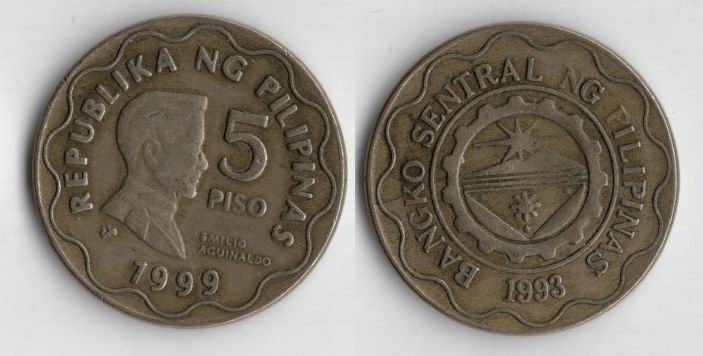 REPUBLIKA NG PILIPINAS
5
PISO
EMILIO
AGUINALDO
1999
BANGKO SENTRAL NG PILIPINAS
1993